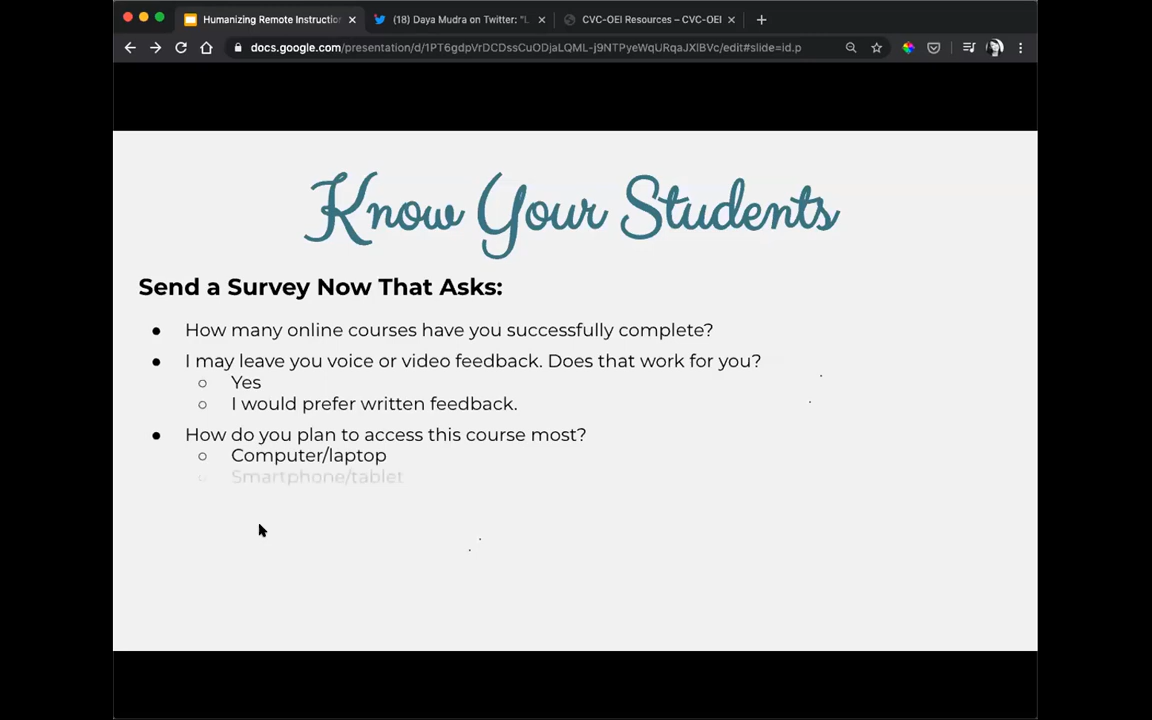 Humanizing Remote Instruction
(18) Daya Mudra on Twitter: "L
CVC-OEI Resources – CVC-OEI
docs.google.com/presentation/d/1PT6gdpVrDCDssCuODjaLQML-j9NTPyeWqURqaJXlBVc/edit#slide=id.p
Know Your Students
Send a Survey Now That Asks:
● How many online courses have you successfully complete?
● I may leave you voice or video feedback. Does that work for you?
○ Yes
○ I would prefer written feedback.
● How do you plan to access this course most?
○ Computer/laptop
○ Smartphone/tablet